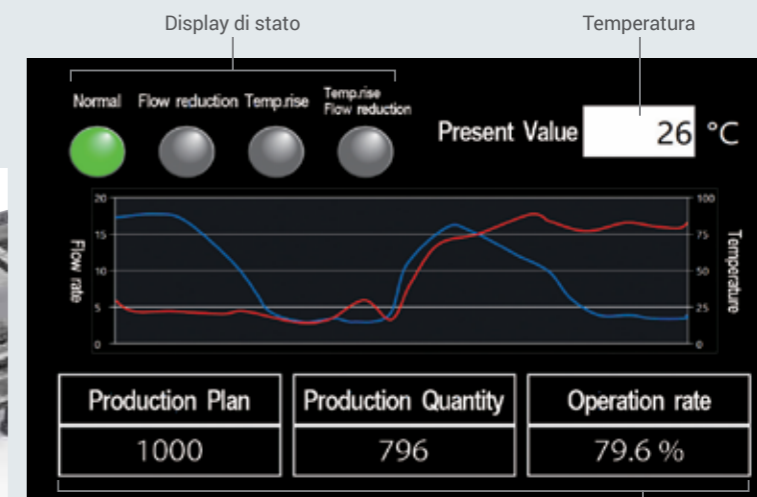 Display di stato
Temperatura
Normal
Flow reduction
Temp.rise
Temp.rise
Flow reduction
Present Value
26
°C
20
15
10
5
0
Flow rate
100
75
50
25
0
Temperature
Production Plan
Production Quantity
Operation rate
1000
796
79.6 %